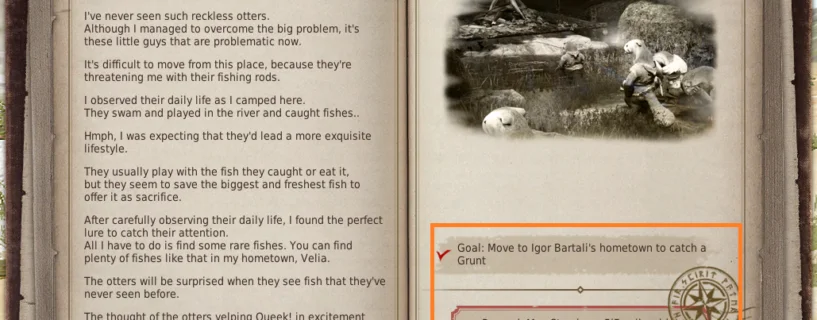 I've never seen such reckless otters.
Although I managed to overcome the big problem, it's
these little guys that are problematic now.
It's difficult to move from this place, because they're
threatening me with their fishing rods.
I observed their daily life as I camped here.
They swam and played in the river and caught fishes..
Hmph, I was expecting that they'd lead a more exquisite
lifestyle.
They usually play with the fish they caught or eat it,
but they seem to save the biggest and freshest fish to
offer it as sacrifice.
After carefully observing their daily life, I found the perfect
lure to catch their attention.
All I have to do is find some rare fishes. You can find
plenty of fishes like that in my hometown, Velia.
The otters will be surprised when they see fish that they've
never seen before.
The thought of the otters yelping Queek! in excitement
Goal: Move to Igor Bartali's hometown to catch a
Grunt